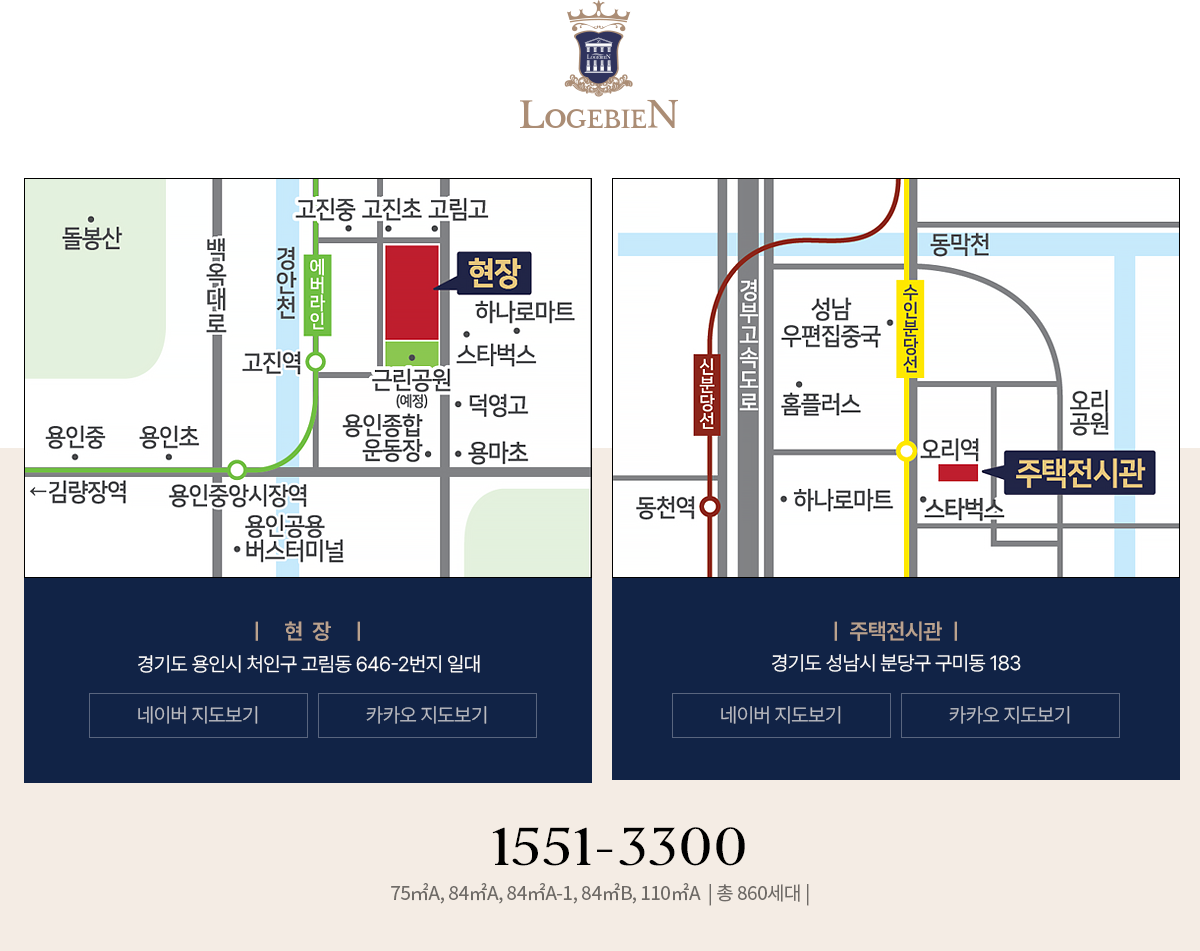 LOGEBIEN
LOGEBIEN
돌봉산
백옥대로
경안천
에버라인
고진중 고진초 고림고
현장
하나로마트
스타벅스
고진역
근린공원
(예정)
덕영고
용인종합
운동장
용마초
용인중
용인초
←김량장역
용인중앙시장역
용인공용
버스터미널
동막천
경부고속도로
성남
우편집중국
수인분당선
신분당선
홈플러스
오리
공원
오리역
주택전시관
동천역
하나로마트
스타벅스
| 현 장 |
경기도 용인시 처인구 고림동 646-2번지 일대
네이버 지도보기
카카오 지도보기
| 주택전시관 |
경기도 성남시 분당구 구미동 183
네이버 지도보기
카카오 지도보기
1551-3300
75㎡A, 84㎡A, 84㎡A-1, 84㎡B, 110㎡A | 총 860세대 |